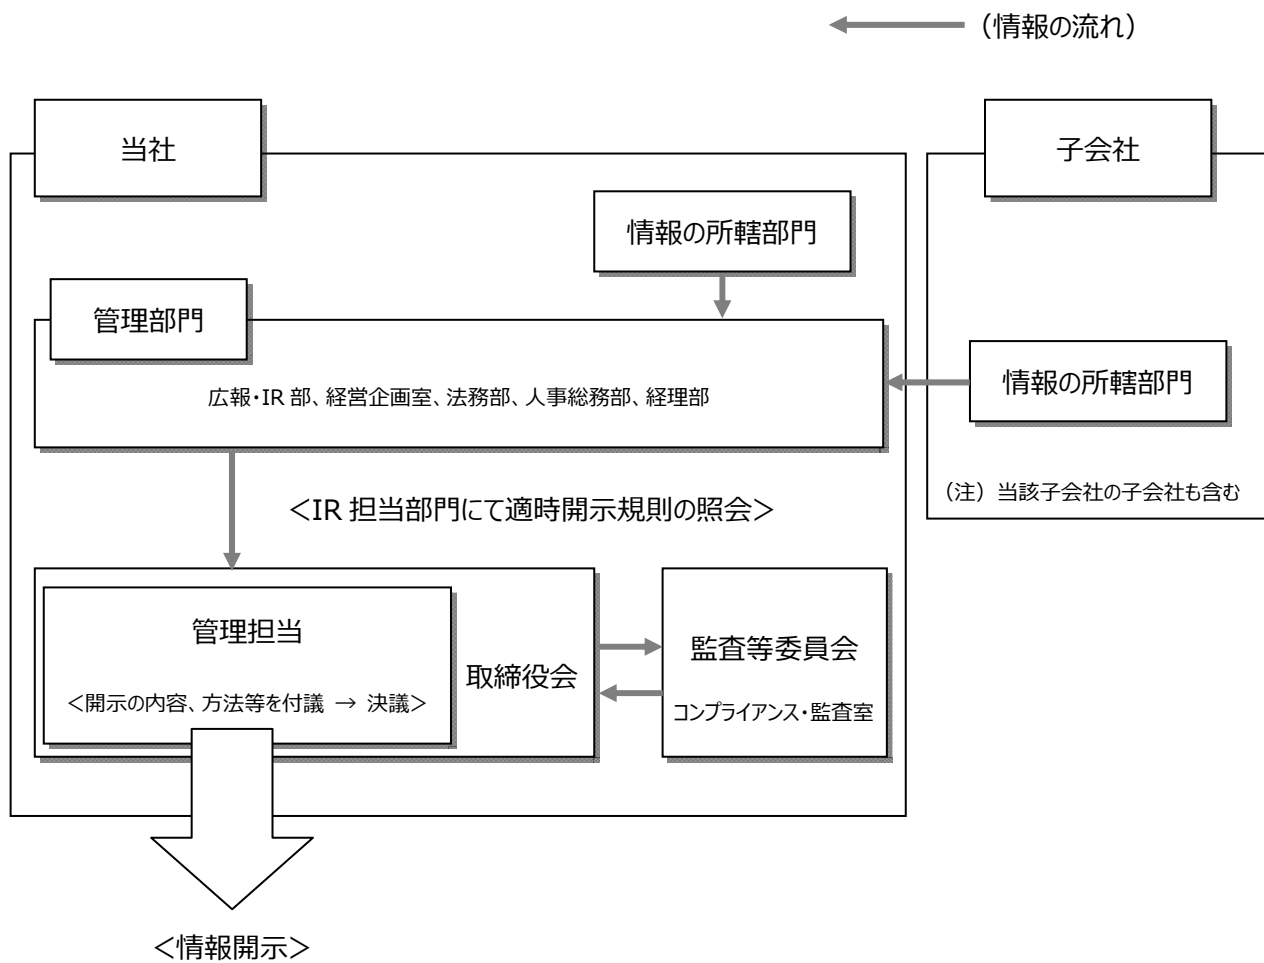 （情報の流れ）
当社
子会社
情報の所轄部門
管理部門
広報・IR 部、経営企画室、法務部、人事総務部、経理部
情報の所轄部門
（注）当該子会社の子会社も含む
＜IR 担当部門にて適時開示規則の照会＞
管理担当
＜開示の内容、方法等を付議 → 決議＞
取締役会
監査等委員会
コンプライアンス・監査室
＜情報開示＞